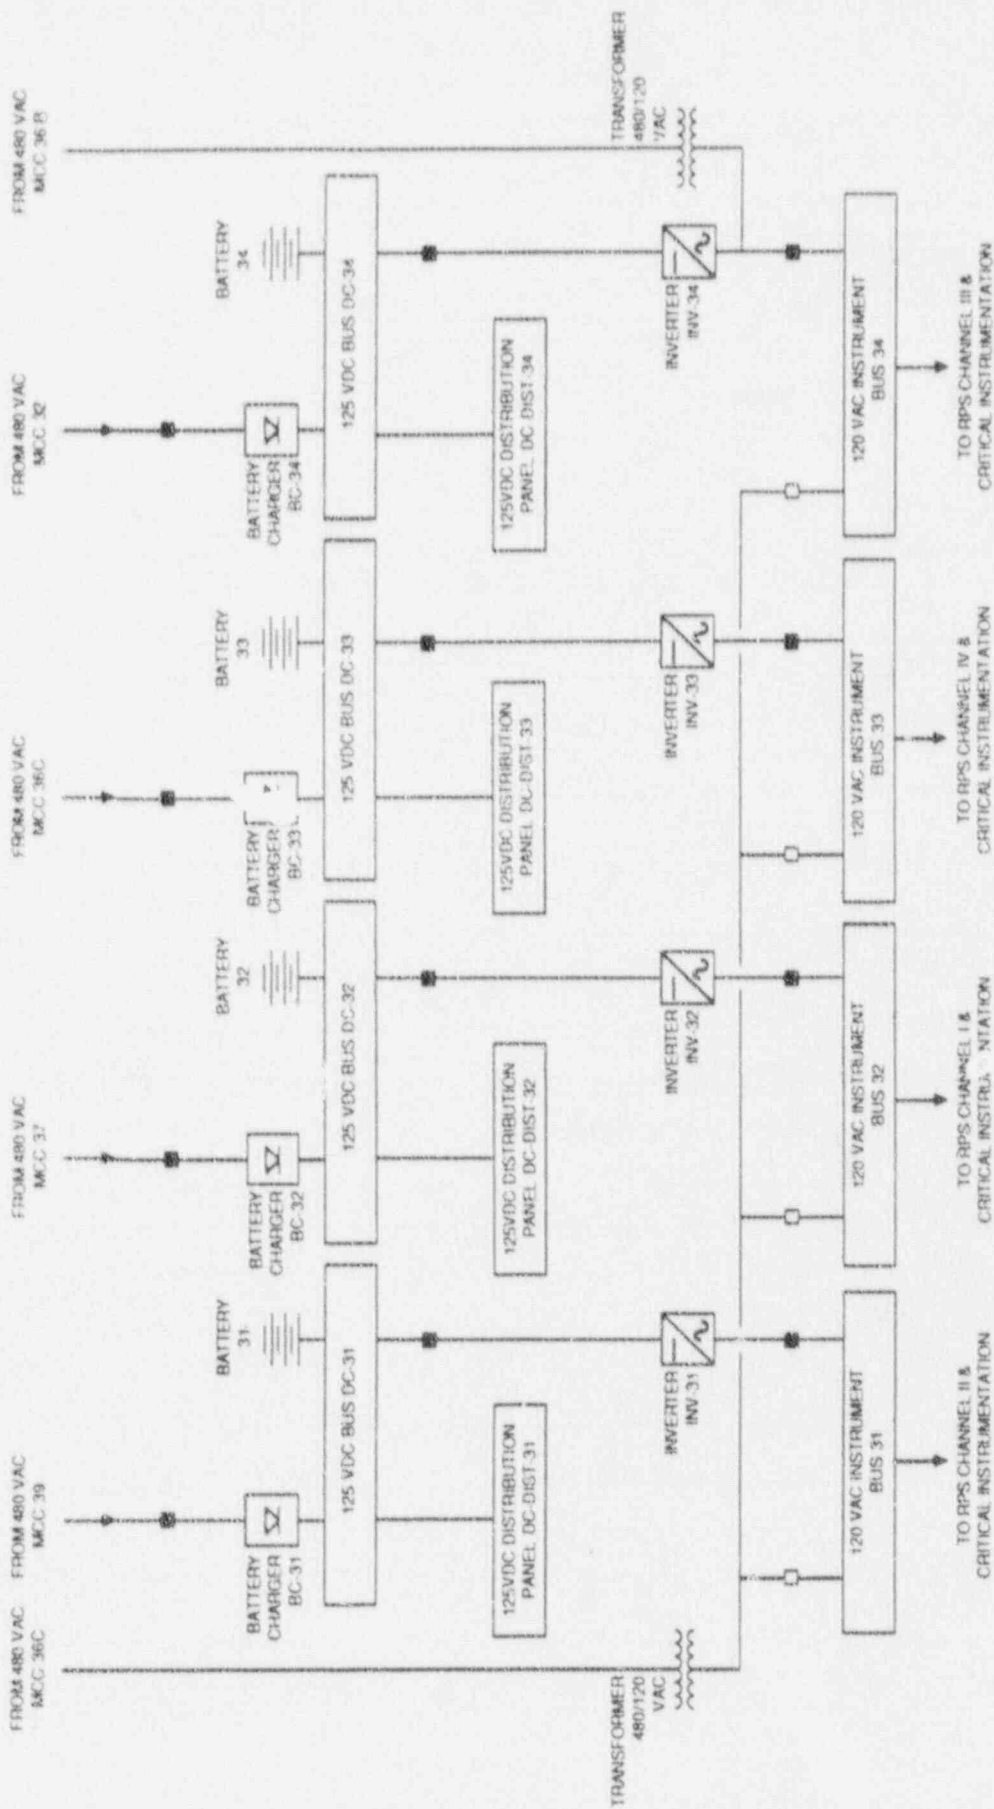 FROM 480 VAC
MCC 36C
FROM 480 VAC
MCC 39
FROM 480 VAC
MCC 37
FROM 480 VAC
MCC 36C
FROM 480 VAC
MCC 32
FROM 480 VAC
MCC 36 B
BATTERY
31
BATTERY
32
BATTERY
33
BATTERY
34
BATTERY
CHARGER
BC-31
BATTERY
CHARGER
BC-32
BATTERY
CHARGER
BC-33
BATTERY
CHARGER
BC-34
125 VDC BUS DC-31
125 VDC BUS DC-32
125 VDC BUS DC-33
125 VDC BUS DC-34
125VDC DISTRIBUTION
PANEL DC-DIST-31
125VDC DISTRIBUTION
PANEL DC-DIST-32
125VDC DISTRIBUTION
PANEL DC-DIST-33
125VDC DISTRIBUTION
PANEL DC DIST-34
TRANSFORMER
480/120
VAC
INVERTER
INV-31
INVERTER
INV-32
INVERTER
INV-33
INVERTER
INV-34
TRANSFORMER
480/120
VAC
120 VAC INSTRUMENT
BUS 31
120 VAC INSTRUMENT
BUS 32
120 VAC INSTRUMENT
BUS 33
120 VAC INSTRUMENT
BUS 34
TO RPS CHANNEL II &
CRITICAL INSTRUMENTATION
TO RPS CHANNEL I &
CRITICAL
TO RPS CHANNEL IV &
CRITICAL INSTRUMENTATION
TO RPS CHANNEL III &
CRITICAL INSTRUMENTATION